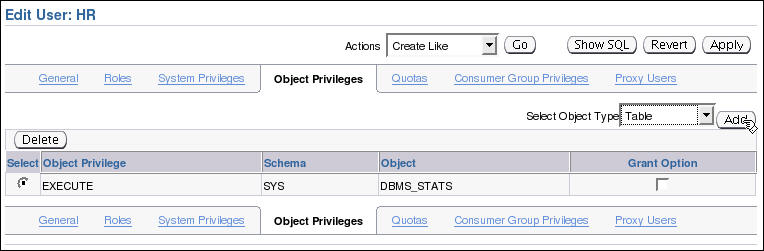 Edit User: HR
Actions Create Like Go Show SQL Revert Apply
General Roles System Privileges Object Privileges Quotas Consumer Group Privileges Proxy Users
Select Object Type Table Add
Delete
Select Object Privilege Schema Object Grant Option
EXECUTE SYS DBMS_STATS
General Roles System Privileges Object Privileges Quotas Consumer Group Privileges Proxy Users